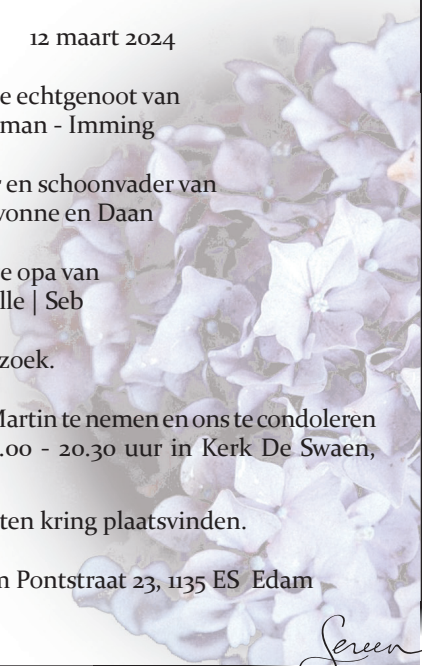 12 maart 2024
e echtgenoot van
man - Imming
r en schoonvader van
vonne en Daan
e opa van
lle | Seb
zoek.
Martin te nemen en ons te condoleren
.00 - 20.30 uur in Kerk De Swaen,
ten kring plaatsvinden.
n Pontstraat 23, 1135 ES Edam
Sereen